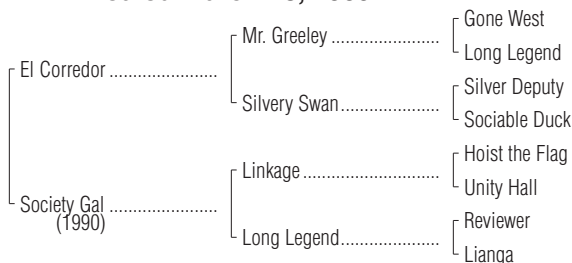 Gone West
Mr. Greeley
Long Legend
El Corredor
Silver Deputy
Silvery Swan
Sociable Duck
Hoist the Flag
Linkage
Unity Hall
Society Gal
(1990)
Reviewer
Long Legend
Lianga